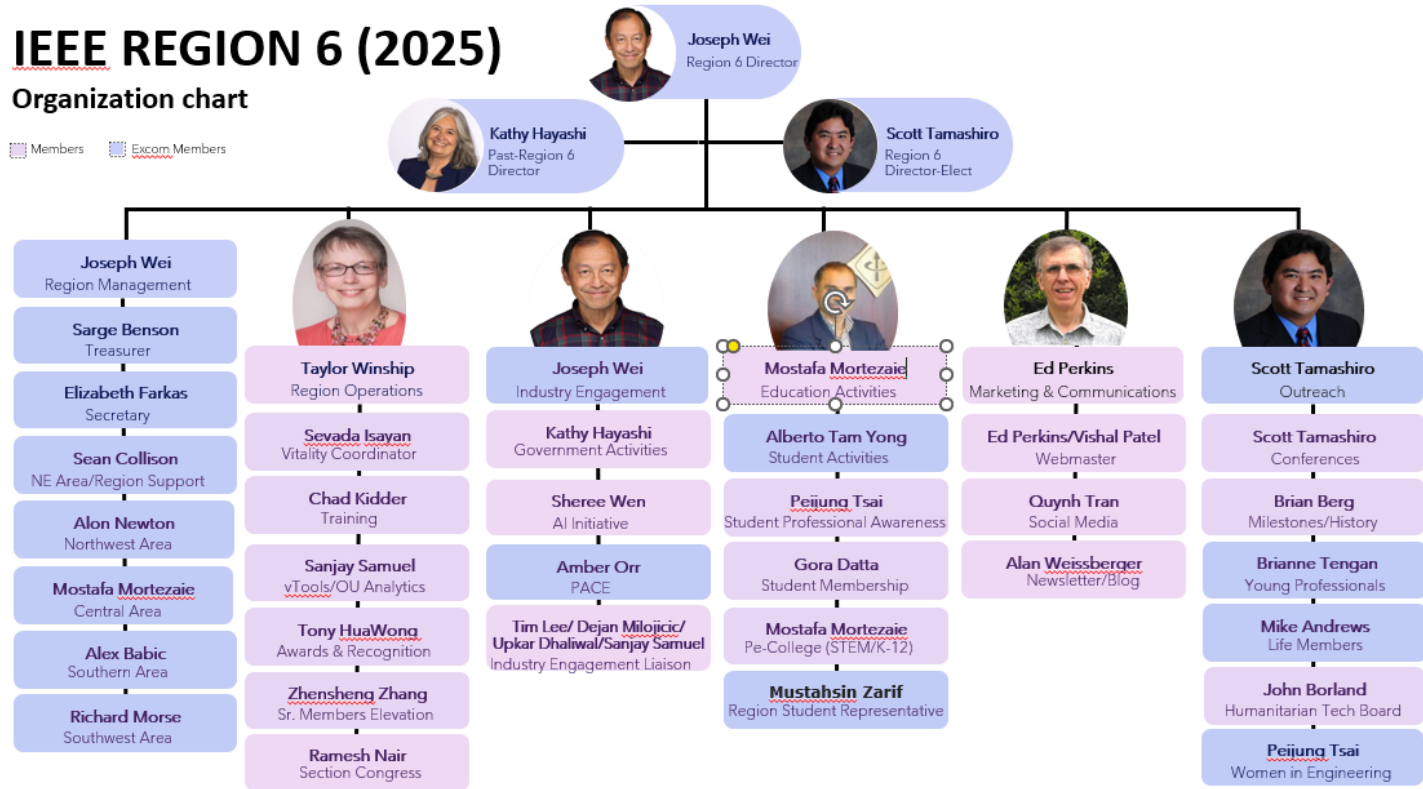 IEEE REGION 6 (2025)
Organization chart
Members
Excom Members
Joseph Wei
Region 6 Director
Kathy Hayashi
Past-Region 6
Director
Scott Tamashiro
Region 6
Director-Elect
Joseph Wei
Region Management
Sarge Benson
Treasurer
Elizabeth Farkas
Secretary
Sean Collison
NE Area/Region Support
Alon Newton
Northwest Area
Mostafa Mortezaie
Central Area
Alex Babic
Southern Area
Richard Morse
Southwest Area
Taylor Winship
Region Operations
Sevada Isayan
Vitality Coordinator
Chad Kidder
Training
Sanjay Samuel
vTools/OU Analytics
Tony HuaWong
Awards & Recognition
Zhensheng Zhang
Sr. Members Elevation
Ramesh Nair
Section Congress
Joseph Wei
Industry Engagement
Kathy Hayashi
Government Activities
Sheree Wen
AI Initiative
Amber Orr
PACE
Tim Lee/ Dejan Milojicic/
Upkar Dhaliwal/Sanjay Samuel
Industry Engagement Liaison
Mostafa Mortezaie
Education Activities
Alberto Tam Yong
Student Activities
Peijung Tsai
Student Professional Awareness
Gora Datta
Student Membership
Mostafa Mortezaie
Pe-College (STEM/K-12)
Mustahsin Zarif
Region Student Representative
Ed Perkins
Marketing & Communications
Ed Perkins/Vishal Patel
Webmaster
Quynh Tran
Social Media
Alan Weissberger
Newsletter/Blog
Scott Tamashiro
Outreach
Scott Tamashiro
Conferences
Brian Berg
Milestones/History
Brianne Tengan
Young Professionals
Mike Andrews
Life Members
John Borland
Humanitarian Tech Board
Peijung Tsai
Women in Engineering